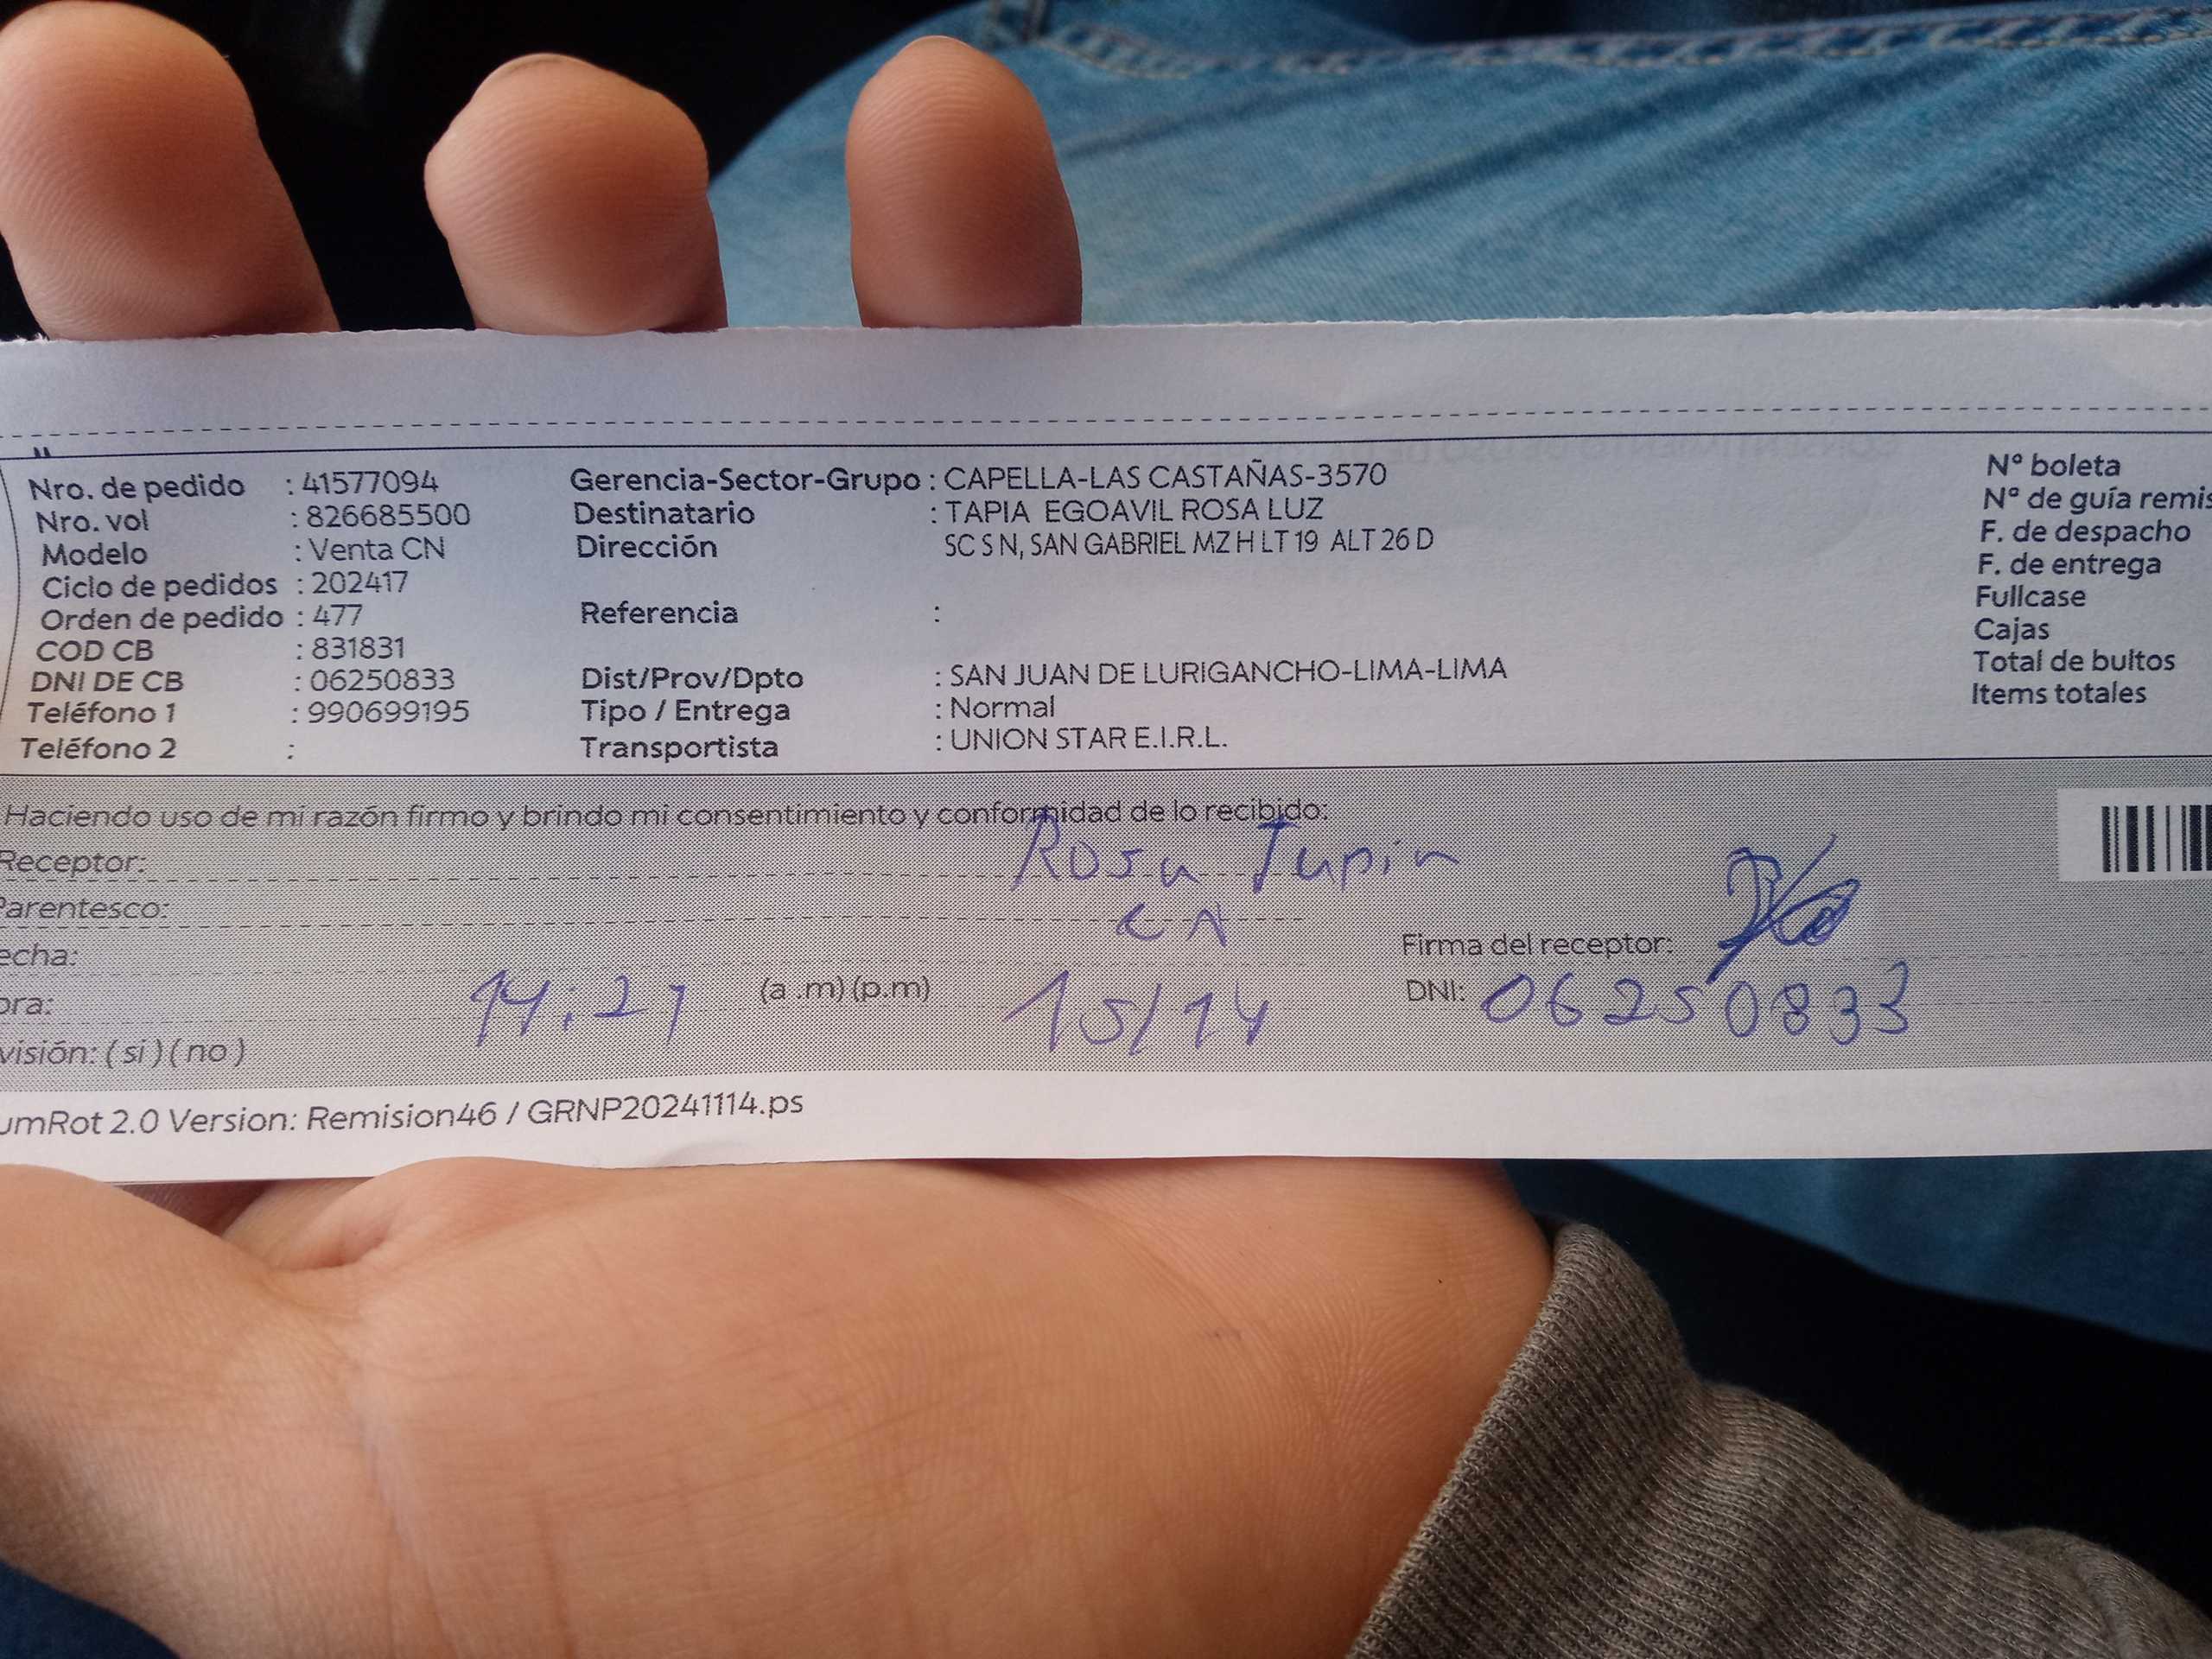 Nro. de pedido : 41577094 Gerencia-Sector-Grupo : CAPELLA-LAS CASTAÑAS-3570 Nº boleta
Nro. vol : 826685500 Destinatario : TAPIA EGOAVIL ROSA LUZ Nº de guía remis
Modelo : Venta CN Dirección SC S N, SAN GABRIEL MZ H LT 19 ALT 26 D F. de despacho
Ciclo de pedidos : 202417 F. de entrega
Orden de pedido : 477 Referencia : Fullcase
COD CB : 831831 Cajas
DNI DE CB : 06250833 Dist/Prov/Dpto : SAN JUAN DE LURIGANCHO-LIMA-LIMA Total de bultos
Teléfono 1 : 990699195 Tipo / Entrega : Normal Items totales
Teléfono 2 : Transportista : UNION STAR E.I.R.L.
Haciendo uso de mi razón firmo y brindo mi consentimiento y conformidad de lo recibido:
Receptor: Rosa Tapia
Parentesco: CN
echa: Firma del receptor:
ora: 14:21 (a .m) (p.m) 15/14 DNI: 06250833
visión: ( si ) ( no )
umRot 2.0 Version: Remision46 / GRNP20241114.ps